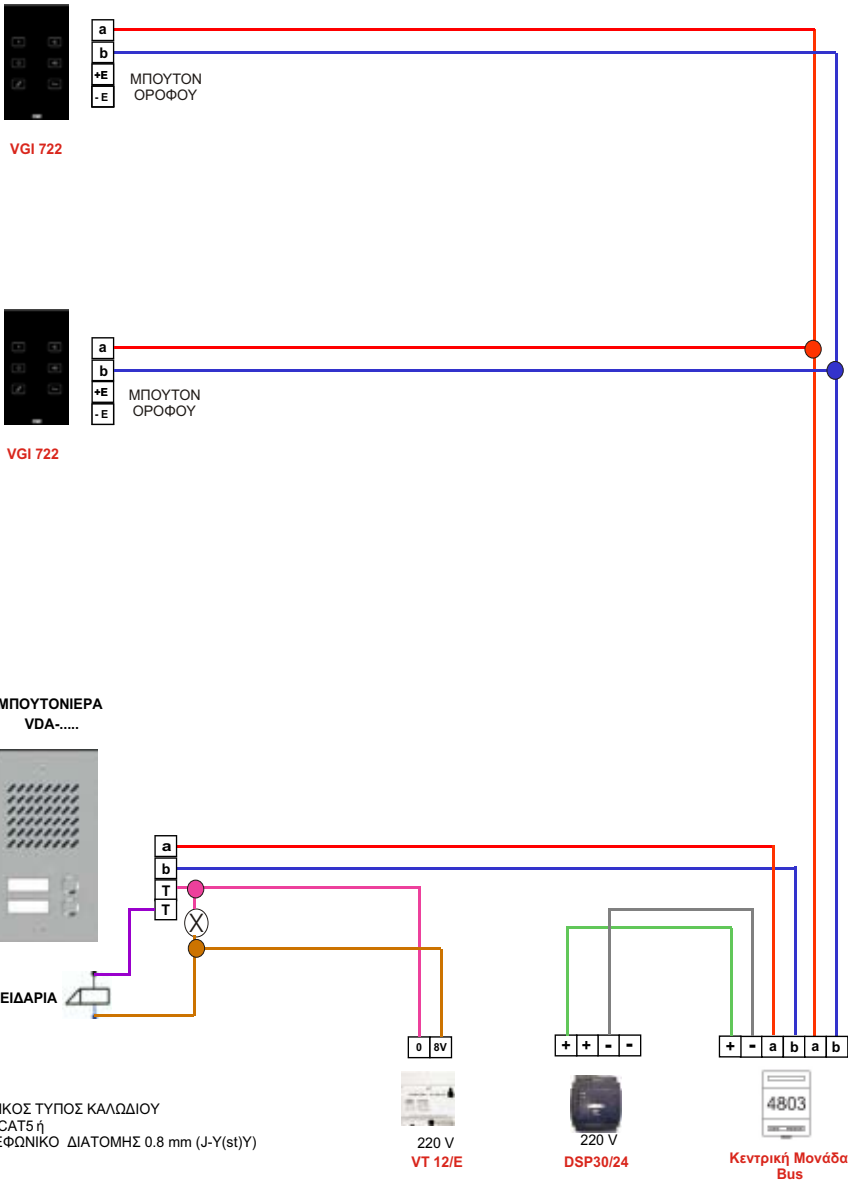 a
b
+E
- E
ΜΠΟΥΤΟΝ
ΟΡΟΦΟΥ
VGI 722
a
b
+E
- E
ΜΠΟΥΤΟΝ
ΟΡΟΦΟΥ
VGI 722
ΜΠΟΥΤΟΝΙΕΡΑ
VDA-.....
a
b
T
T
X
ΕΙΔΑΡΙΑ
0 8V
+ + - -
+ - a b a b
4803
220 V
VT 12/E
220 V
DSP30/24
Κεντρική Μονάδα
Bus
ΙΚΟΣ ΤΥΠΟΣ ΚΑΛΩΔΙΟΥ
CAT5 ή
ΕΦΩΝΙΚΟ ΔΙΑΤΟΜΗΣ 0.8 mm (J-Y(st)Y)